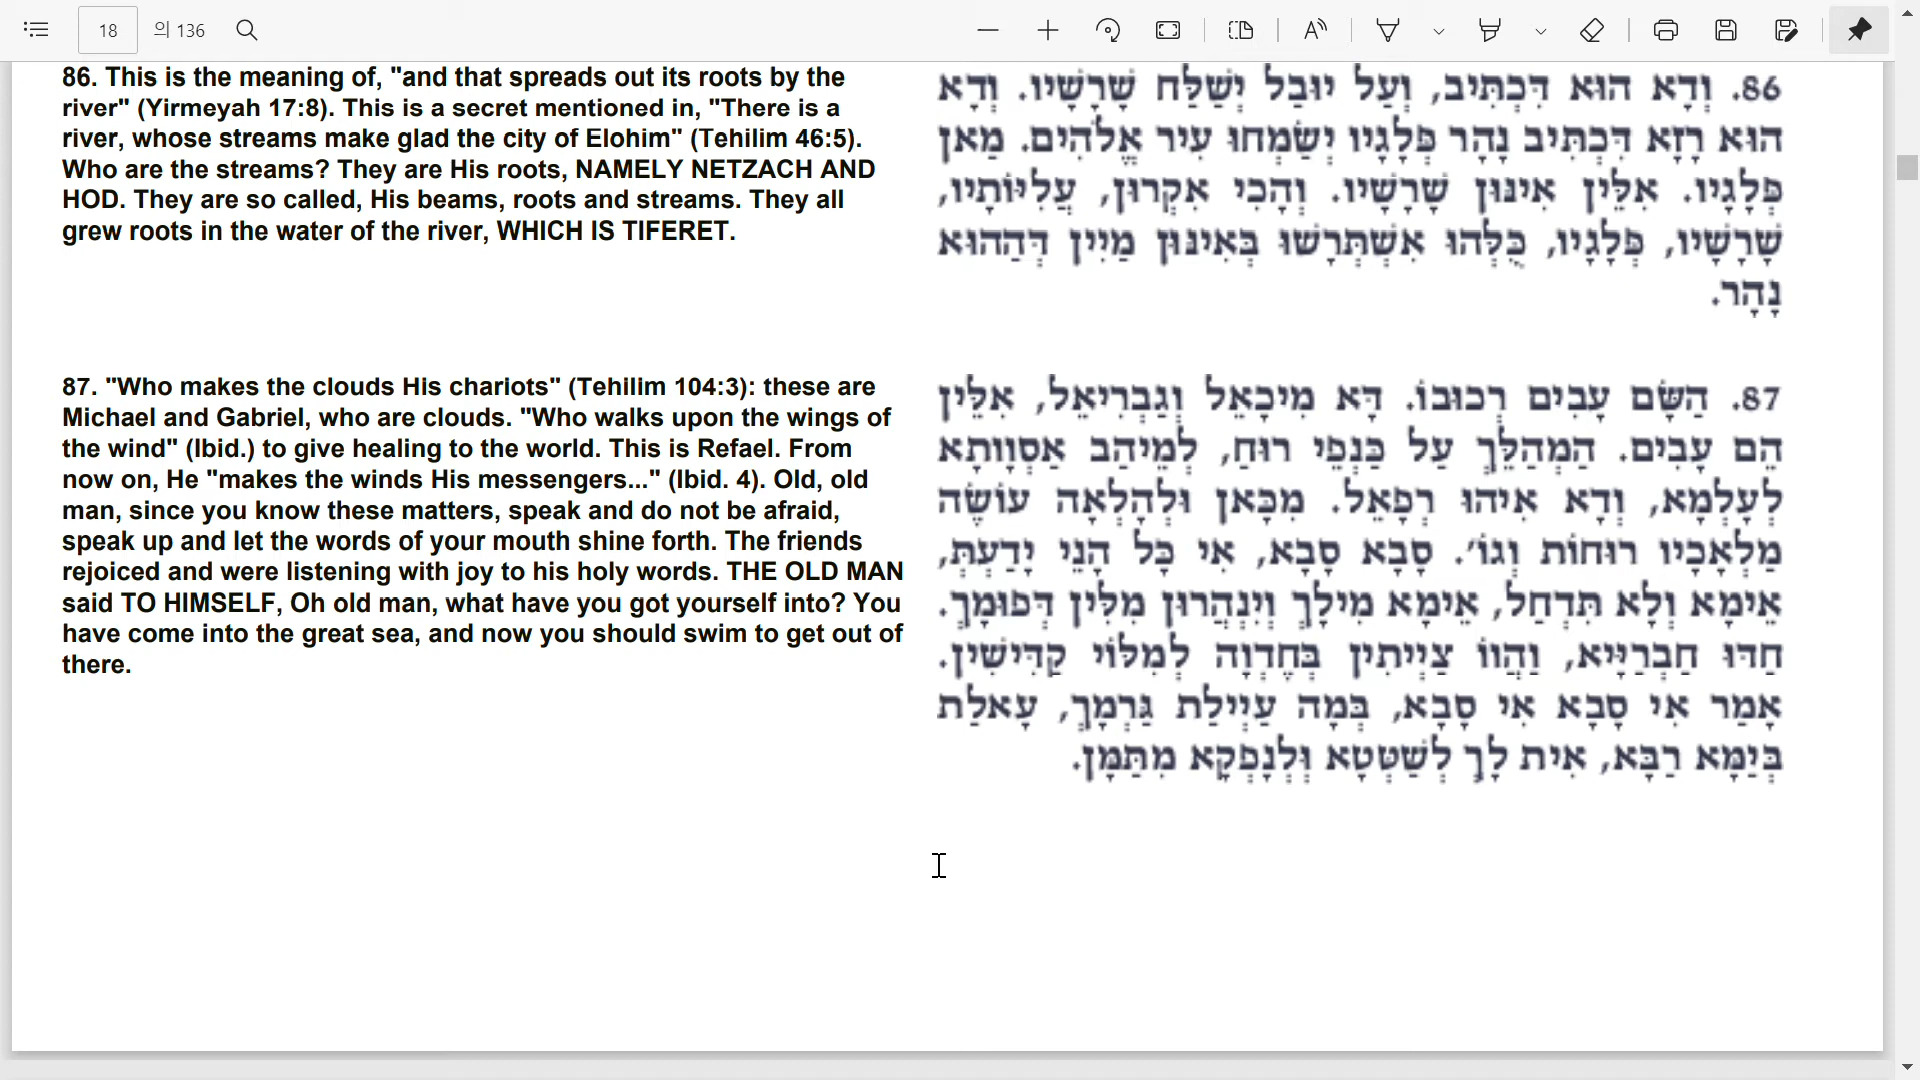 18 의 136
86. This is the meaning of, "and that spreads out its roots by the
river" (Yirmeyah 17:8). This is a secret mentioned in, "There is a
river, whose streams make glad the city of Elohim" (Tehilim 46:5).
Who are the streams? They are His roots, NAMELY NETZACH AND
HOD. They are so called, His beams, roots and streams. They all
grew roots in the water of the river, WHICH IS TIFERET.
86. וְדָא הוּא דִּכְתִּיב, וְעַל יוּבַל יְשַׁלַּח שָׁרָשָׁיו. וְדָא
הוּא רָזָא דִּכְתִּיב נָהָר פְּלָגָיו יְשַׂמְּחוּ עִיר אֱלֹהִים. מַאן
פְּלָגָיו. אִלֵּין אִינּוּן שָׁרָשָׁיו. וְהָכִי אִקְרוּן, עֲלִיּוֹתָיו,
שָׁרָשָׁיו, פְּלָגָיו, כֻּלְּהוּ אִשְׁתְּרָשׁוּ בְּאִינּוּן מַיִין דְּהַהוּא
נָהָר.
87. "Who makes the clouds His chariots" (Tehilim 104:3): these are
Michael and Gabriel, who are clouds. "Who walks upon the wings of
the wind" (Ibid.) to give healing to the world. This is Refael. From
now on, He "makes the winds His messengers..." (Ibid. 4). Old, old
man, since you know these matters, speak and do not be afraid,
speak up and let the words of your mouth shine forth. The friends
rejoiced and were listening with joy to his holy words. THE OLD MAN
said TO HIMSELF, Oh old man, what have you got yourself into? You
have come into the great sea, and now you should swim to get out of
there.
87. הַשָּׂם עָבִים רְכוּבוֹ. דָּא מִיכָאֵל וְגַבְרִיאֵל, אִלֵּין
הֵם עָבִים. הַמְהַלֵּךְ עַל כַּנְפֵי רוּחַ, לְמֵיהַב אַסְוָותָא
לְעָלְמָא, וְדָא אִיהוּ רְפָאֵל. מִכָּאן וּלְהָלְאָה עוֹשֶׂה
מַלְאָכָיו רוּחוֹת וְגוֹ'. סָבָא סָבָא, אִי כָּל הָנֵי יָדַעְתְּ,
אֵימָא וְלָא תִּדְחַל, אֵימָא מִילָךְ וְיִנְהֲרוּן מִלִּין דְּפוּמָךְ.
חַדּוּ חַבְרַיָּיא, וַהֲווֹ צַיְיתִין בְּחֶדְוָה לְמִלּוֹי קַדִּישִׁין.
אָמַר אִי סָבָא אִי סָבָא, בְּמָה עַיְילַת גַּרְמָךְ, עָאלַת
בְּיַמָּא רַבָּא, אִית לָךְ לְשַׁטְּטָא וּלְנָפְקָא מִתַּמָּן.